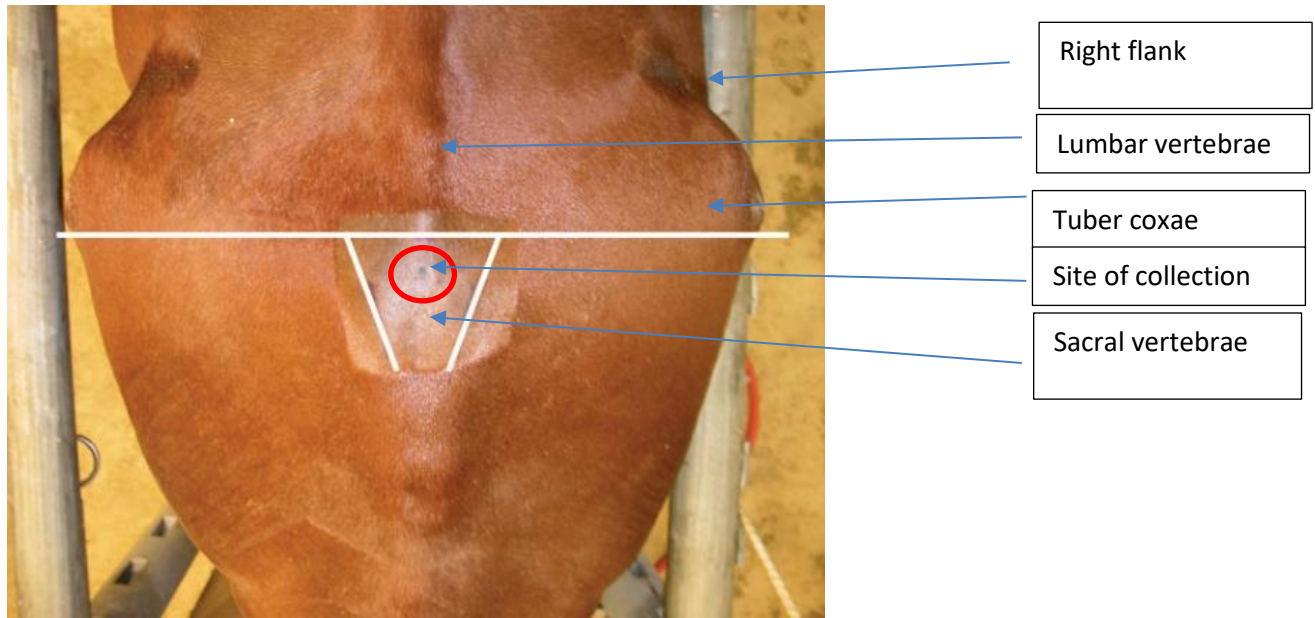 Right flank
Lumbar vertebrae
Tuber coxae
Site of collection
Sacral vertebrae